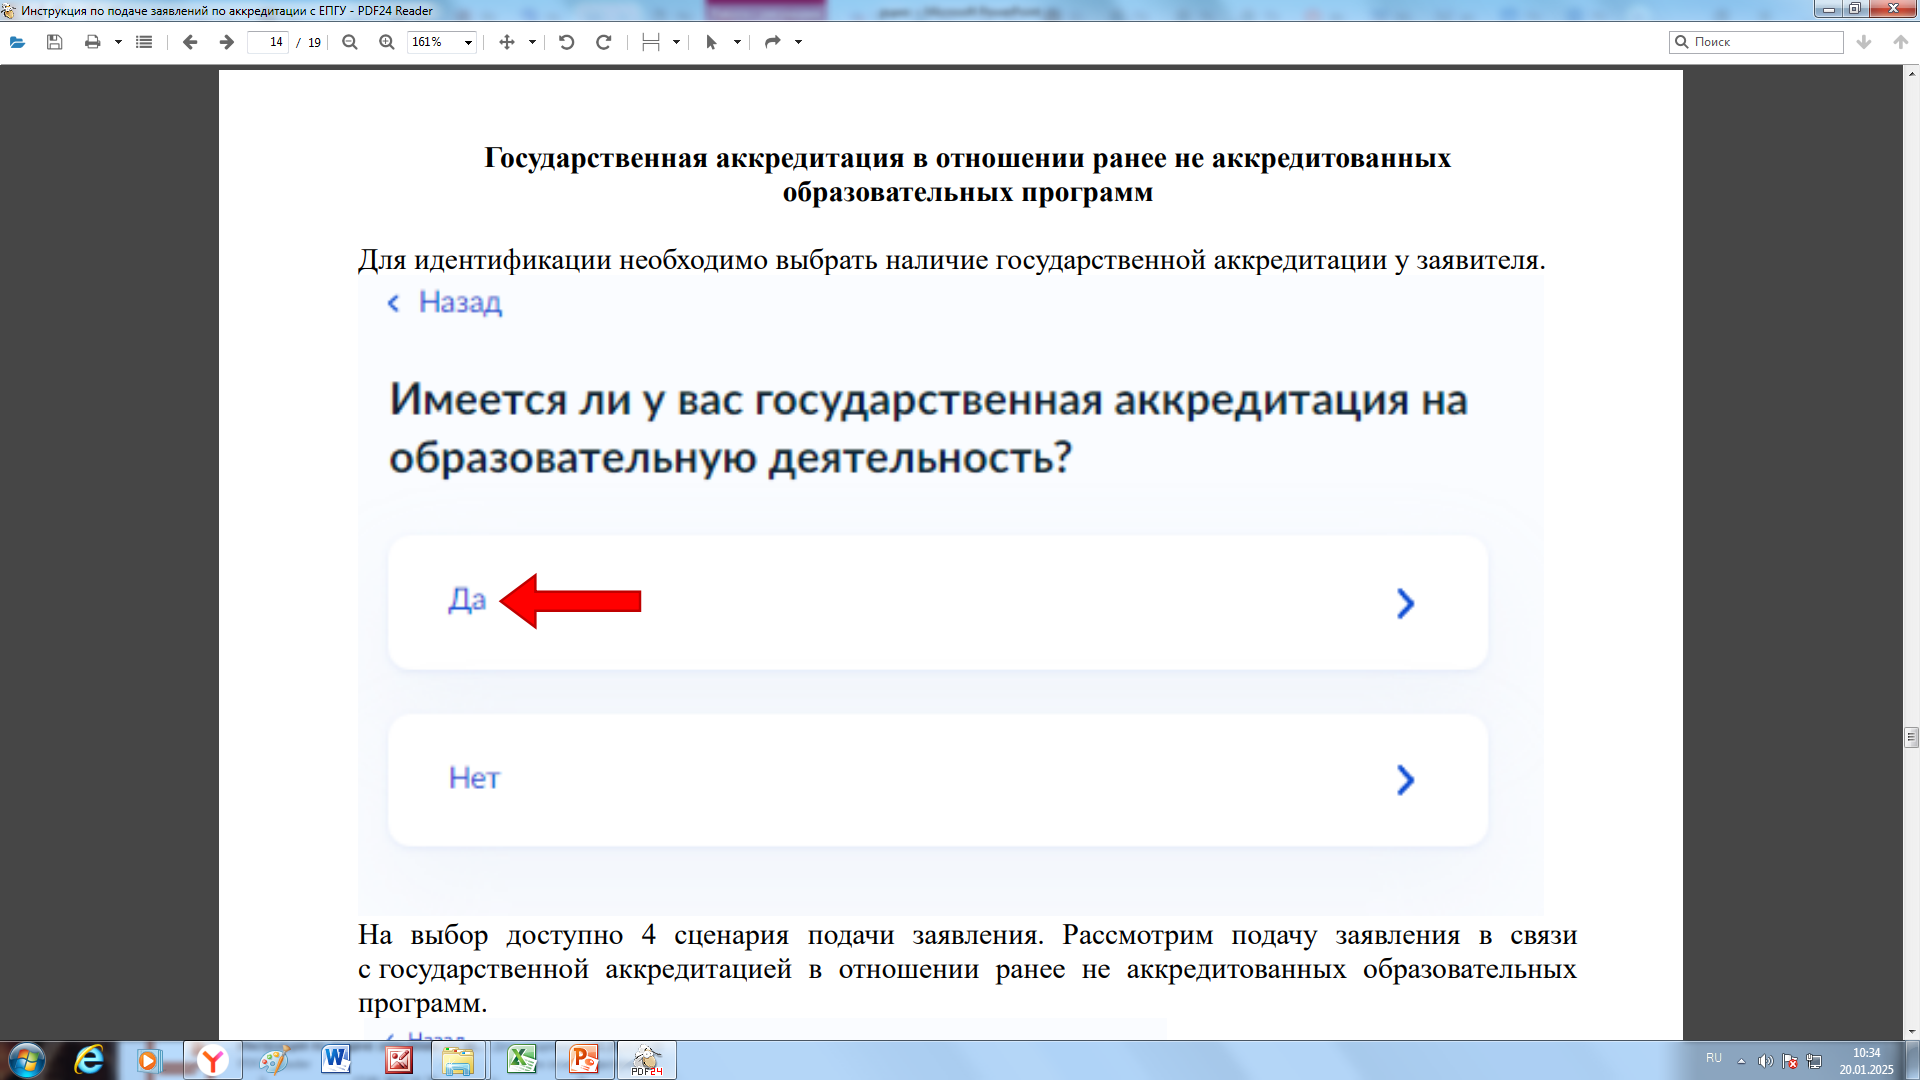 Инструкция по подаче заявлений по аккредитации с ЕПГУ - PDF24 Reader
14 / 19
161%
Поиск
Государственная аккредитация в отношении ранее не аккредитованных
образовательных программ
Для идентификации необходимо выбрать наличие государственной аккредитации у заявителя.
Назад
Имеется ли у вас государственная аккредитация на
образовательную деятельность?
Да
Нет
На выбор доступно 4 сценария подачи заявления. Рассмотрим подачу заявления в связи
с государственной аккредитацией в отношении ранее не аккредитованных образовательных
программ.
Назад
PDF24
RU
10:34
20.01.2025